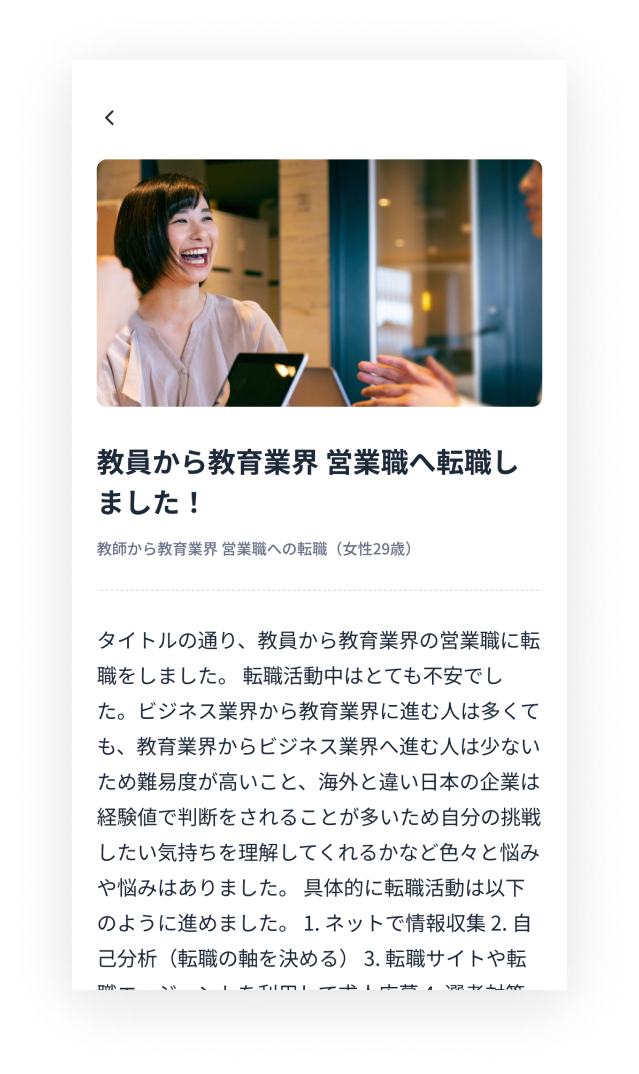 教員から教育業界 営業職へ転職し
ました！
教師から教育業界 営業職への転職（女性29歳）
タイトルの通り、教員から教育業界の営業職に転
職をしました。 転職活動中はとても不安でし
た。ビジネス業界から教育業界に進む人は多くて
も、教育業界からビジネス業界へ進む人は少ない
ため難易度が高いこと、海外と違い日本の企業は
経験値で判断をされることが多いため自分の挑戦
したい気持ちを理解してくれるかなど色々と悩み
や悩みはありました。 具体的に転職活動は以下
のように進めました。 1. ネットで情報収集 2. 自
己分析（転職の軸を決める） 3. 転職サイトや転